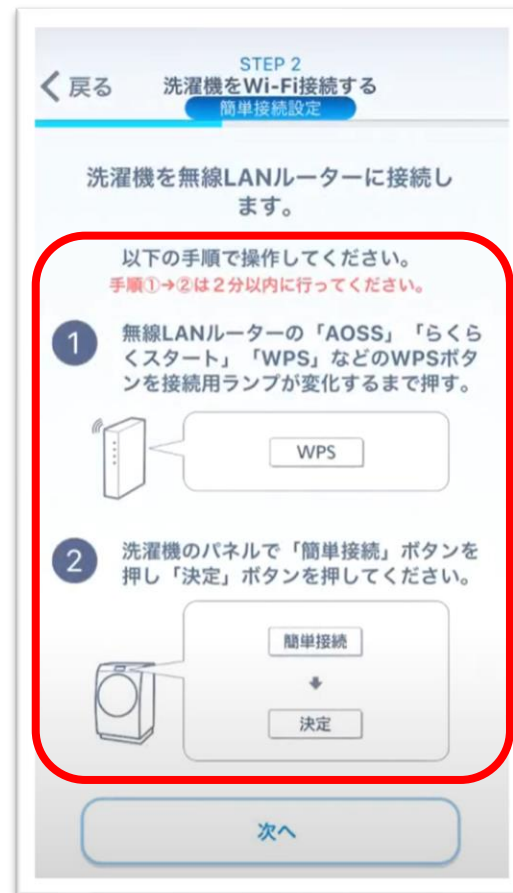 STEP 2
戻る
洗濯機をWi-Fi接続する
簡単接続設定
洗濯機を無線LANルーターに接続し
ます。
以下の手順で操作してください。
手順①→②は2分以内に行ってください。
1
無線LANルーターの「AOSS」「らくら
くスタート」「WPS」などのWPSボタ
ンを接続用ランプが変化するまで押す。
WPS
2
洗濯機のパネルで「簡単接続」ボタンを
押し「決定」ボタンを押してください。
簡単接続
決定
次へ